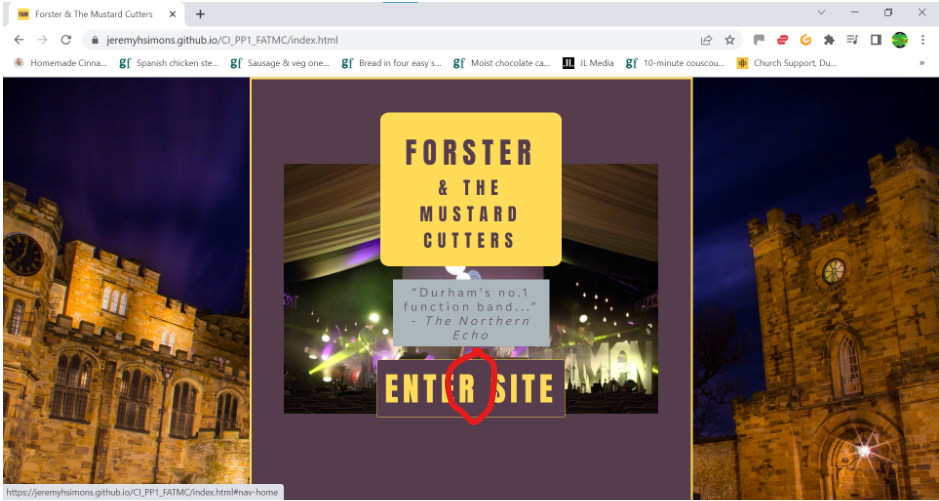 Forster & The Mustard Cutters
jeremyhsimons.github.io/CI_PP1_FATMC/index.html
Homemade Cinna... gf Spanish chicken ste... gf Sausage & veg one... gf Bread in four easy s... gf Moist chocolate ca... JL JL Media gf 10-minute couscou... Church Support, Du... »
FORSTER
& THE
MUSTARD
CUTTERS
"Durham's no.1
function band..."
- The Northern
Echo
ENTER SITE
https://jeremyhsimons.github.io/CI_PP1_FATMC/index.html#nav-home